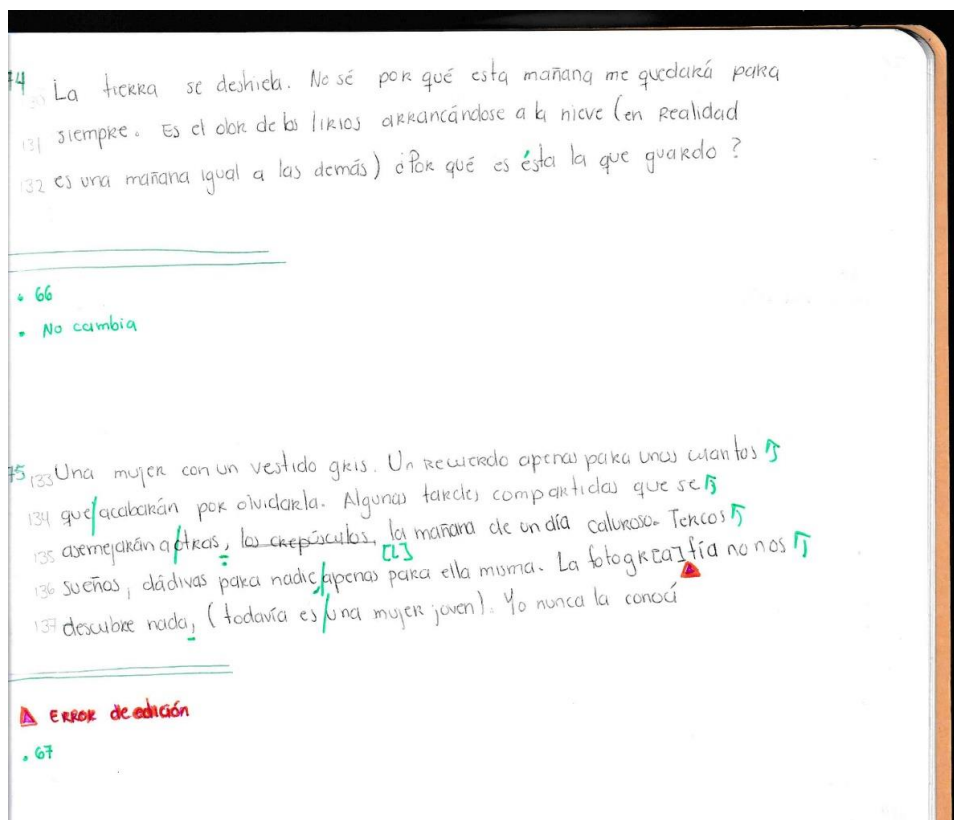 74
130 La tierra se deshiela. No sé por qué esta mañana me quedará para
131 siempre. Es el olor de los lirios arrancándose a la nieve (en realidad
132 es una mañana igual a las demás) ¿Por qué es ésta la que guardo?
• 66
• No cambia
75
133 Una mujer con un vestido gris. Un recuerdo apenas para unos cuantos
134 que/acabarán por olvidarla. Algunas tardes compartidas que se
135 asemejarán a/otras, los crepúsculos, la mañana de un día caluroso. Tercos
[L]
136 sueños, dádivas para nadie,/apenas para ella misma. La fotogr[a]fía no nos
137 descubre nada, (todavía es/una mujer joven). Yo nunca la conocí
Error de edición
• 67